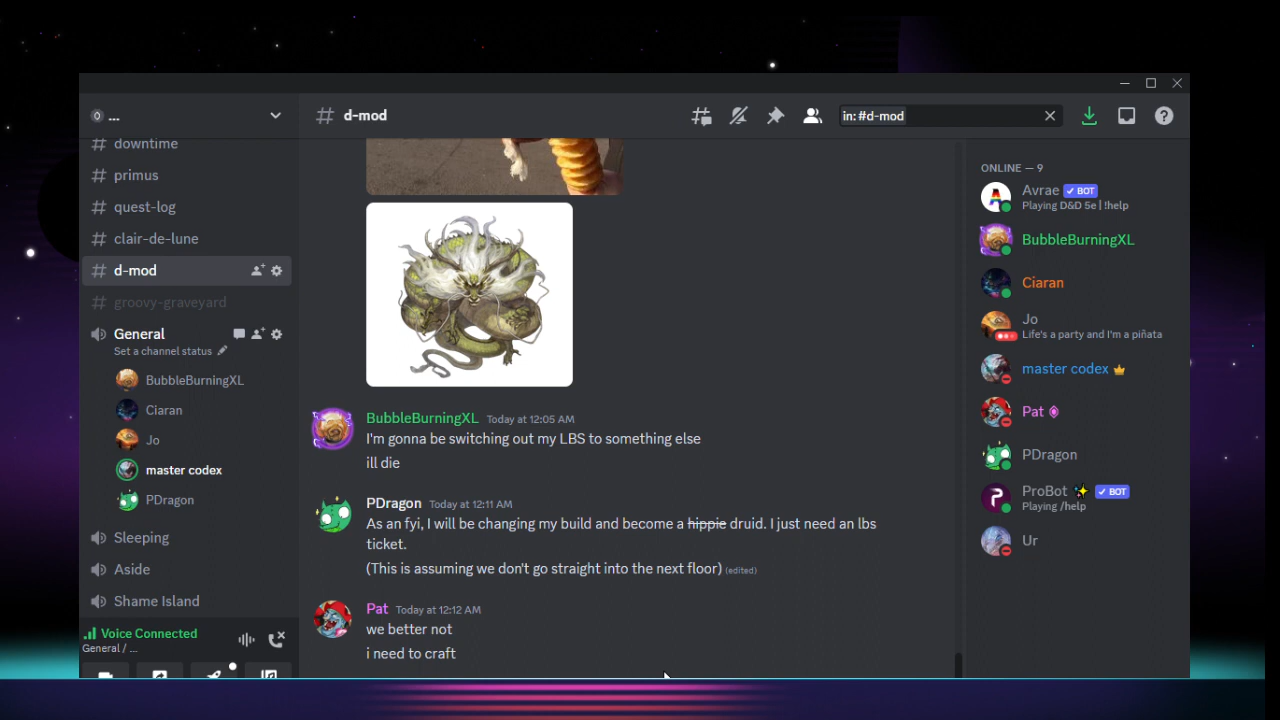 ...
downtime
primus
quest-log
clair-de-lune
d-mod
groovy-graveyard
General
Set a channel status
BubbleBurningXL
Ciaran
Jo
master codex
PDragon
Sleeping
Aside
Shame Island
Voice Connected
General / ...
d-mod
in: #d-mod
BubbleBurningXL Today at 12:05 AM
I'm gonna be switching out my LBS to something else
ill die
PDragon Today at 12:11 AM
As an fyi, I will be changing my build and become a hippie druid. I just need an lbs
ticket.
(This is assuming we don't go straight into the next floor) (edited)
Pat Today at 12:12 AM
we better not
i need to craft
ONLINE — 9
Avrae ✓ BOT
Playing D&D 5e | !help
BubbleBurningXL
Ciaran
Jo
Life's a party and I'm a piñata
master codex
Pat
PDragon
ProBot ✨ ✓ BOT
Playing /help
Ur